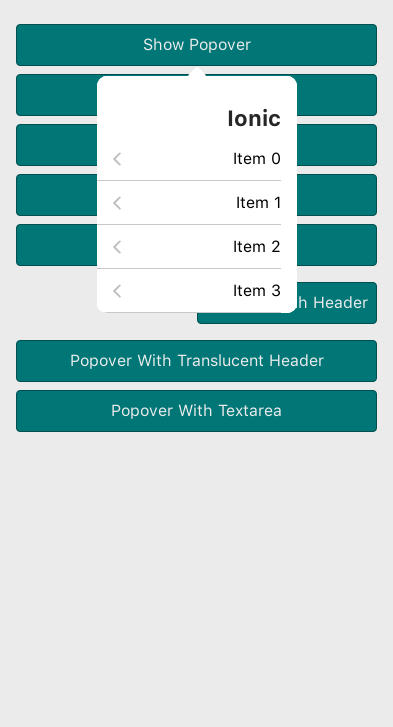 Show Popover
Ionic
Item 0
Item 1
Item 2
Item 3
h Header
Popover With Translucent Header
Popover With Textarea